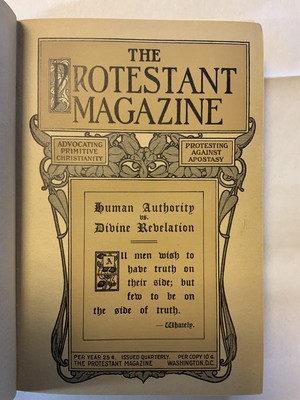 THE
PROTESTANT
MAGAZINE
ADVOCATING
PRIMITIVE
CHRISTIANITY
PROTESTING
AGAINST
APOSTASY
Human Authority
vs.
Divine Revelation
All men wish to
have truth on
their side; but
few to be on
the side of truth.
—Whately.
PER YEAR 25¢. ISSUED QUARTERLY. PER COPY 10¢.
THE PROTESTANT MAGAZINE WASHINGTON, D.C.